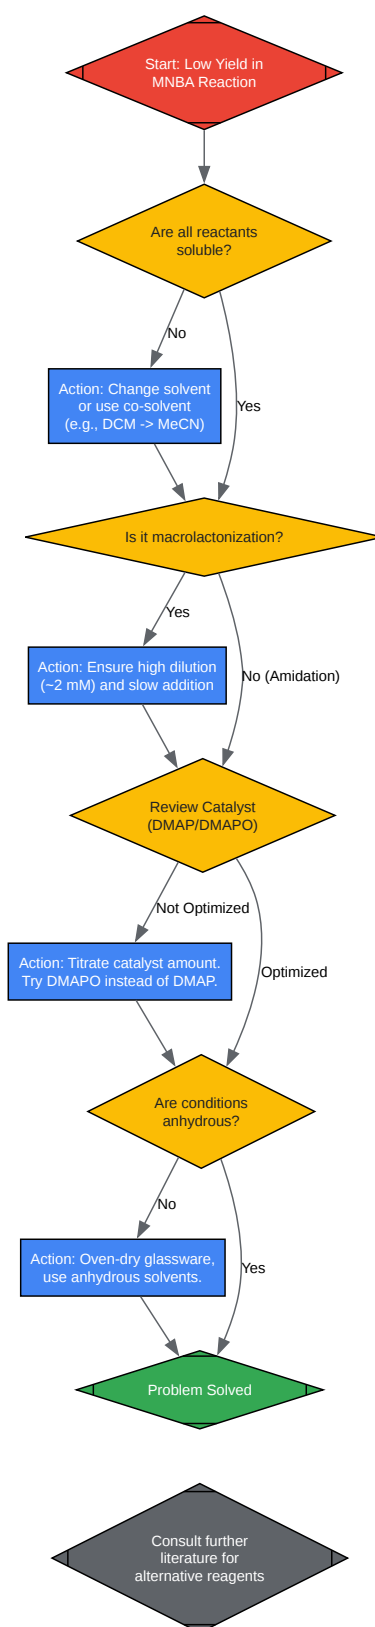 Start: Low Yield in
MNBA Reaction
Are all reactants
soluble?
No
Yes
Action: Change solvent
or use co-solvent
(e.g., DCM -> MeCN)
Is it macrolactonization?
Yes
No (Amidation)
Action: Ensure high dilution
(~2 mM) and slow addition
Review Catalyst
(DMAP/DMAPO)
Not Optimized
Optimized
Action: Titrate catalyst amount.
Try DMAPO instead of DMAP.
Are conditions
anhydrous?
No
Yes
Action: Oven-dry glassware,
use anhydrous solvents.
Problem Solved
Consult further
literature for
alternative reagents